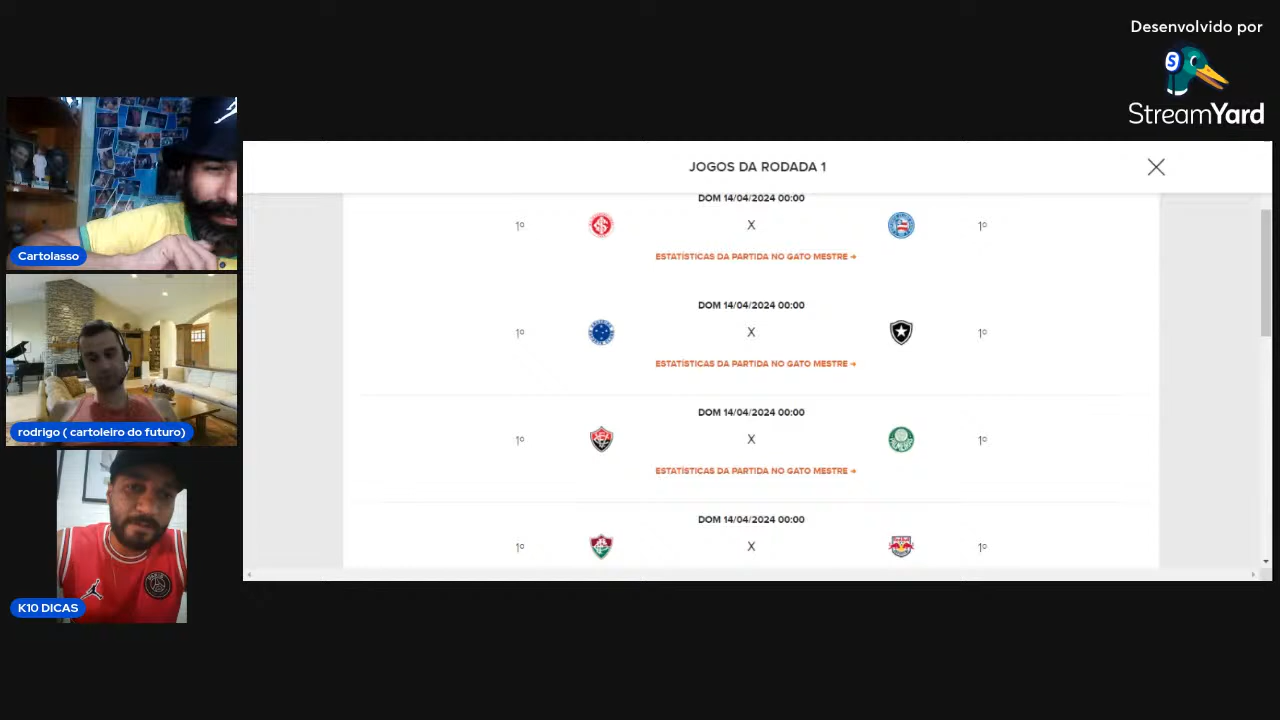 Desenvolvido por
StreamYard
JOGOS DA RODADA 1
DOM 14/04/2024 00:00
1º X 1º
ESTATÍSTICAS DA PARTIDA NO GATO MESTRE →
DOM 14/04/2024 00:00
1º X 1º
ESTATÍSTICAS DA PARTIDA NO GATO MESTRE →
DOM 14/04/2024 00:00
1º X 1º
ESTATÍSTICAS DA PARTIDA NO GATO MESTRE →
DOM 14/04/2024 00:00
1º X 1º
Cartolasso
rodrigo ( cartoleiro do futuro)
K10 DICAS